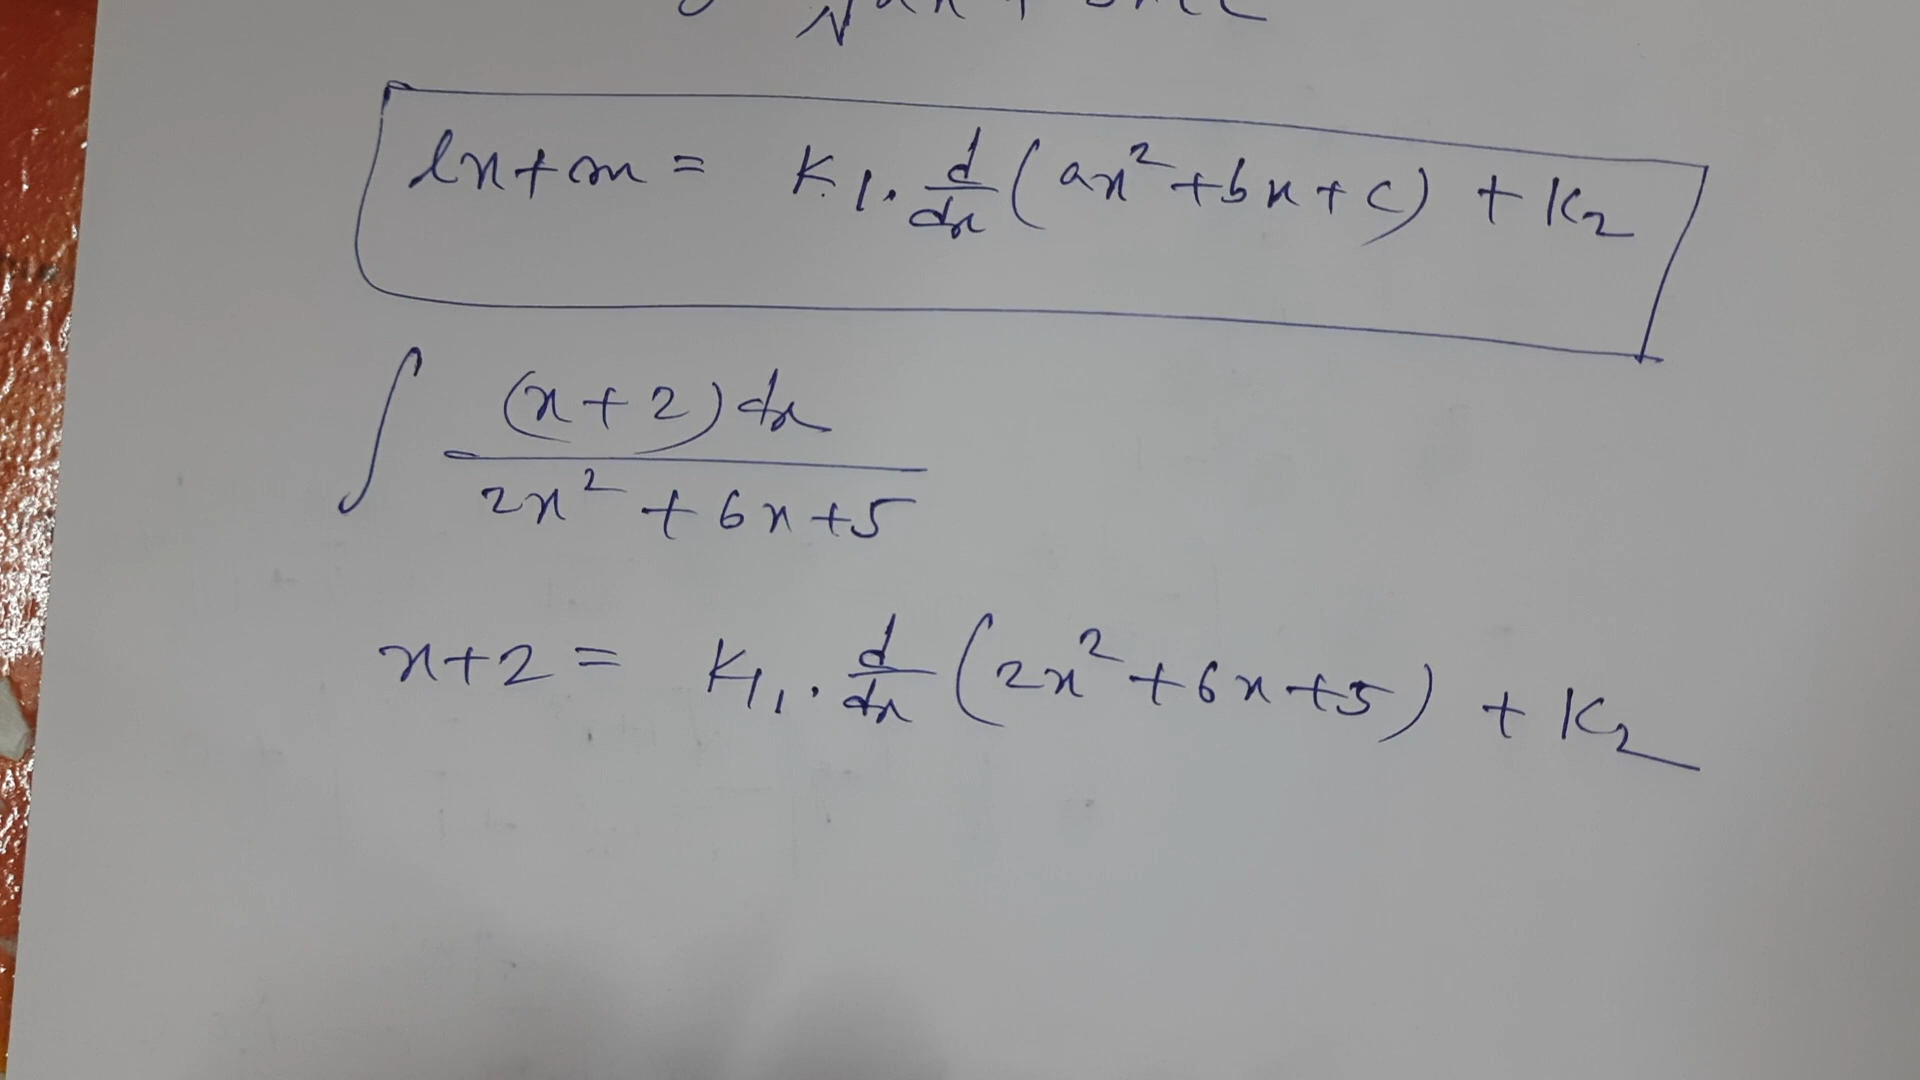 lx+m = K1. d/dx (ax²+bx+c) + K2
∫ (x+2)dx / 2x²+6x+5
x+2 = K1. d/dx (2x²+6x+5) + K2